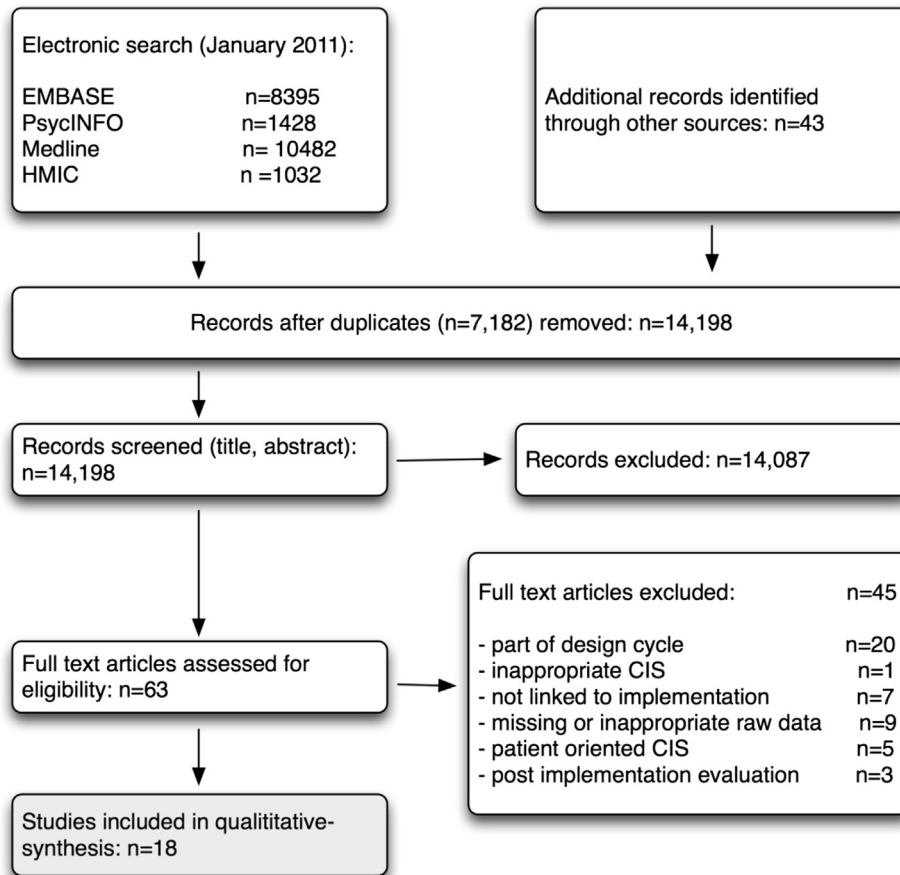 Electronic search (January 2011):
EMBASE n=8395
PsycINFO n=1428
Medline n= 10482
HMIC n =1032
Additional records identified
through other sources: n=43
Records after duplicates (n=7,182) removed: n=14,198
Records screened (title, abstract):
n=14,198
Records excluded: n=14,087
Full text articles assessed for
eligibility: n=63
Full text articles excluded: n=45
- part of design cycle n=20
- inappropriate CIS n=1
- not linked to implementation n=7
- missing or inappropriate raw data n=9
- patient oriented CIS n=5
- post implementation evaluation n=3
Studies included in qualititative-
synthesis: n=18